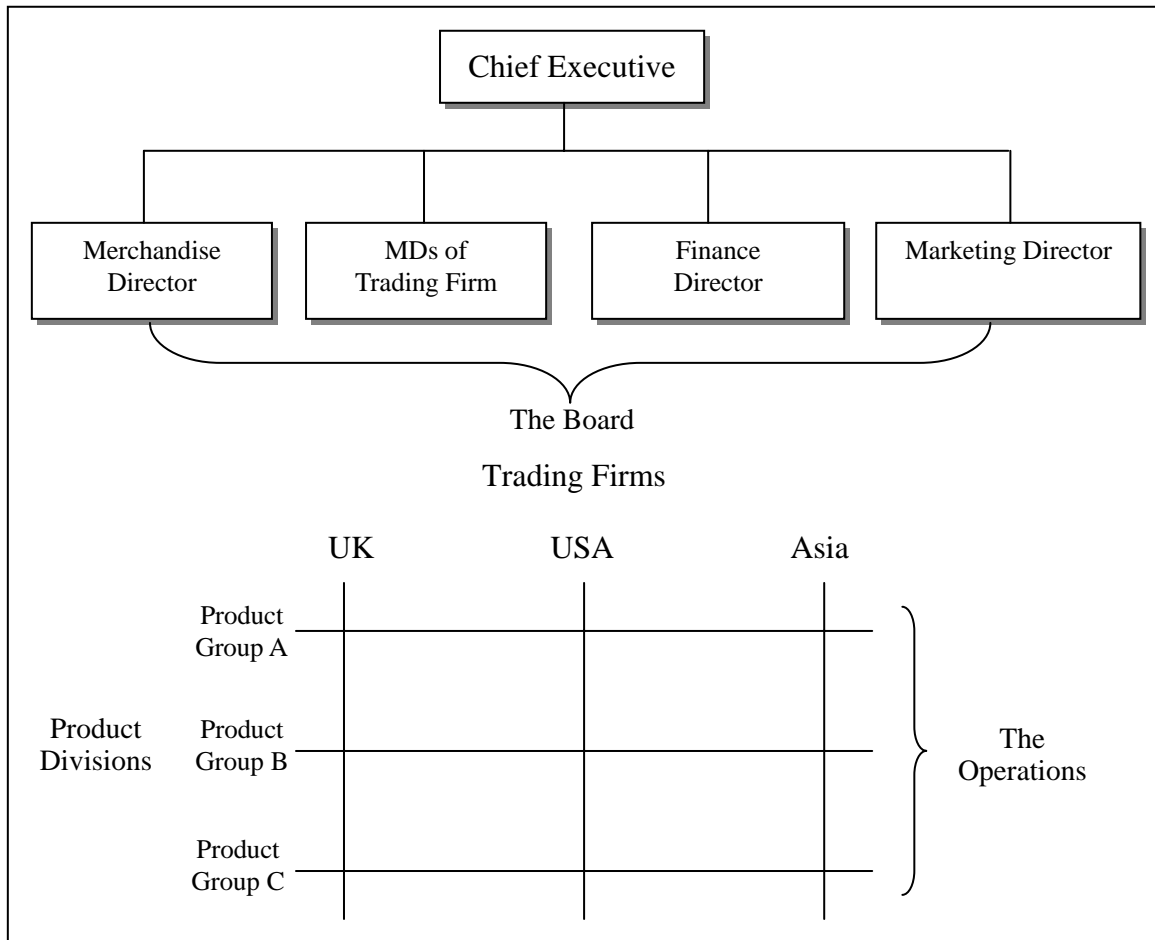 Chief Executive
Merchandise
Director
MDs of
Trading Firm
Finance
Director
Marketing Director
The Board
Trading Firms
UK
USA
Asia
Product
Group A
Product
Divisions
Product
Group B
The
Operations
Product
Group C